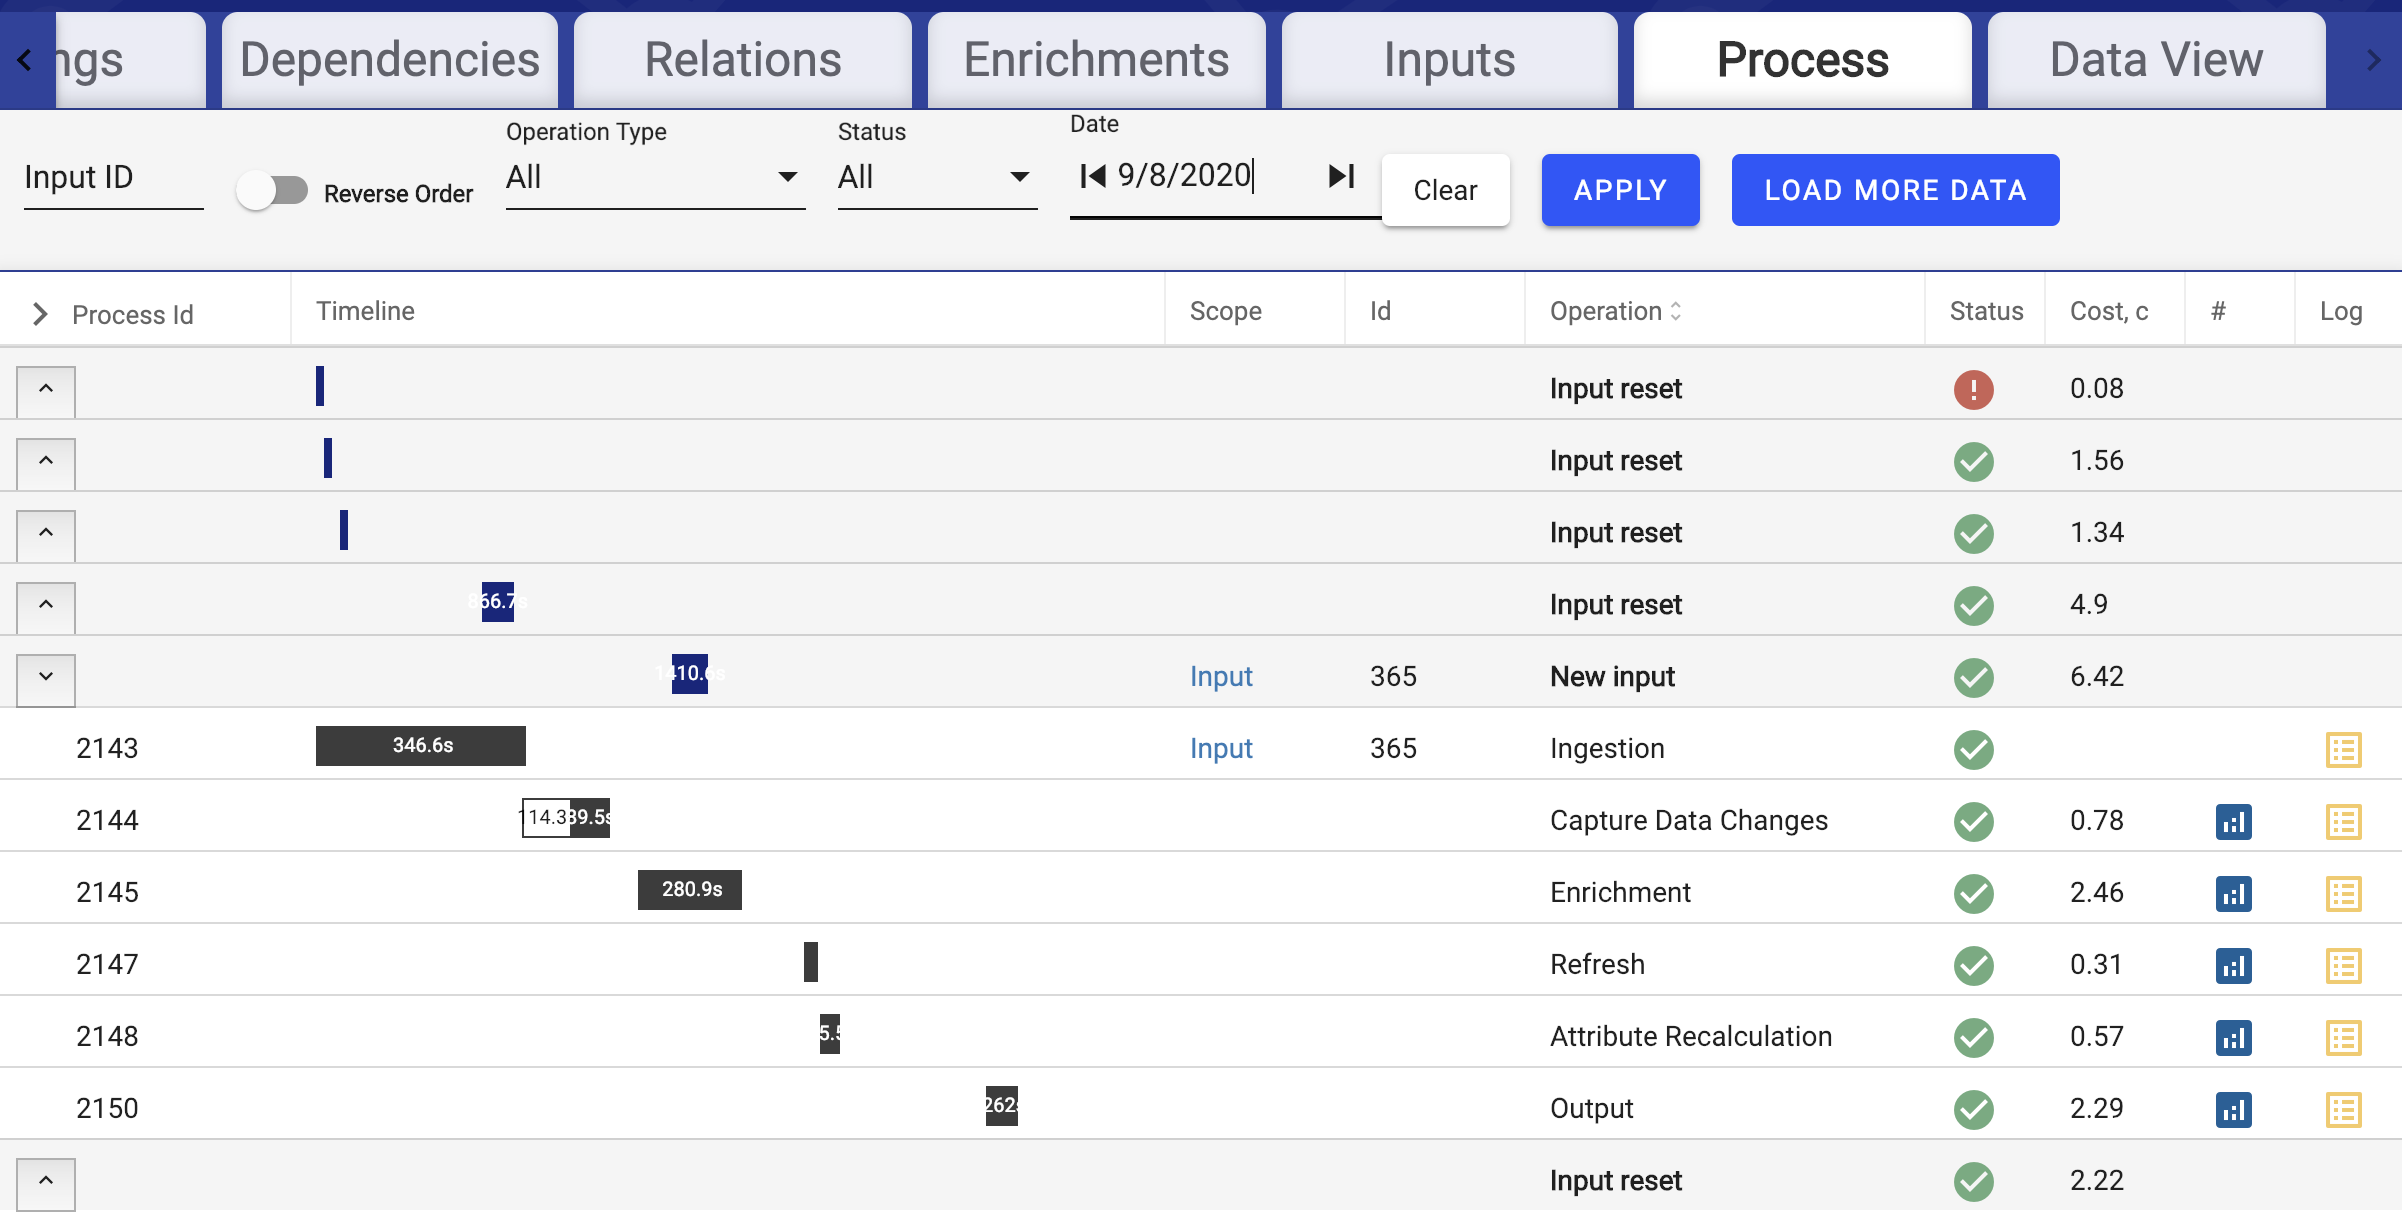 ngs Dependencies Relations Enrichments Inputs Process Data View
Operation Type Status Date
Input ID Reverse Order All All 9/8/2020 Clear APPLY LOAD MORE DATA
Process Id Timeline Scope Id Operation Status Cost, c # Log
Input reset 0.08
Input reset 1.56
Input reset 1.34
866.7s Input reset 4.9
1410.6s Input 365 New input 6.42
2143 346.6s Input 365 Ingestion
2144 114.3 89.5s Capture Data Changes 0.78
2145 280.9s Enrichment 2.46
2147 Refresh 0.31
2148 5.5 Attribute Recalculation 0.57
2150 262s Output 2.29
Input reset 2.22